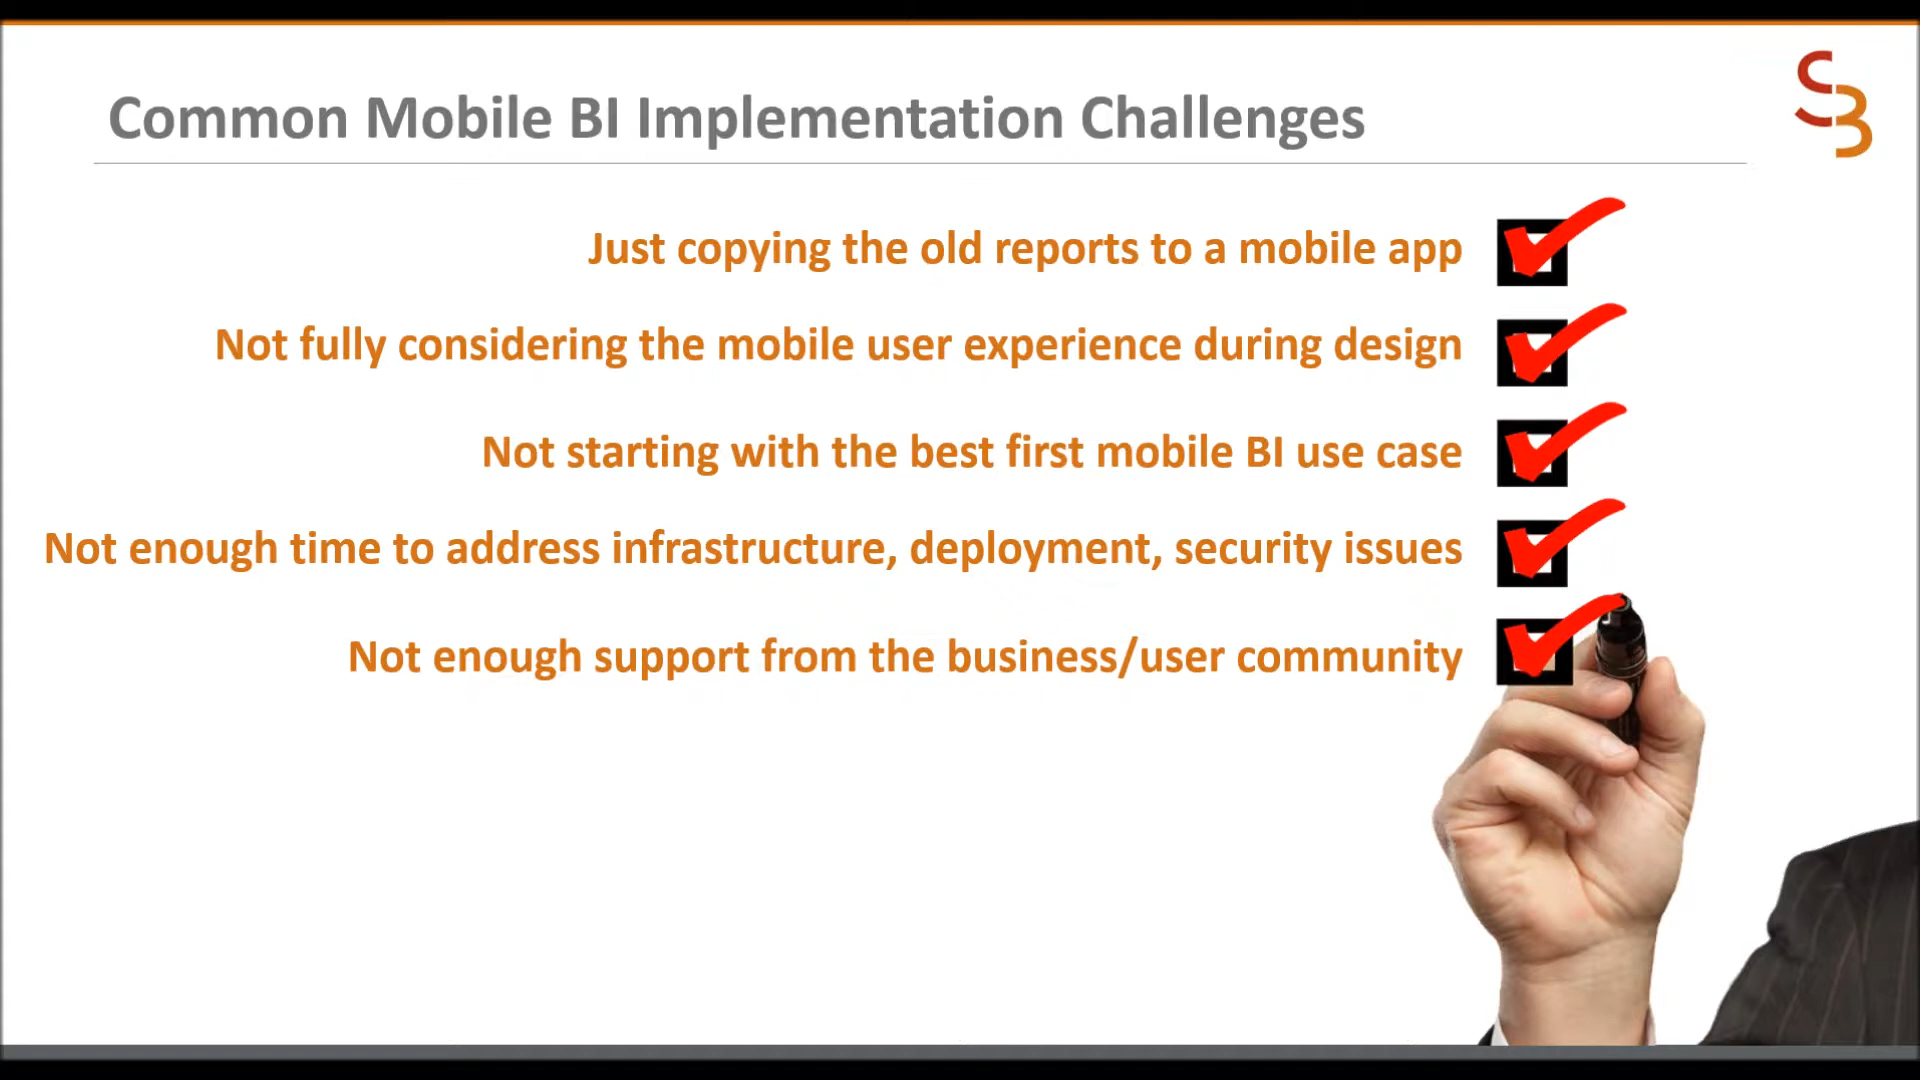 Common Mobile BI Implementation Challenges
SB
Just copying the old reports to a mobile app
Not fully considering the mobile user experience during design
Not starting with the best first mobile BI use case
Not enough time to address infrastructure, deployment, security issues
Not enough support from the business/user community